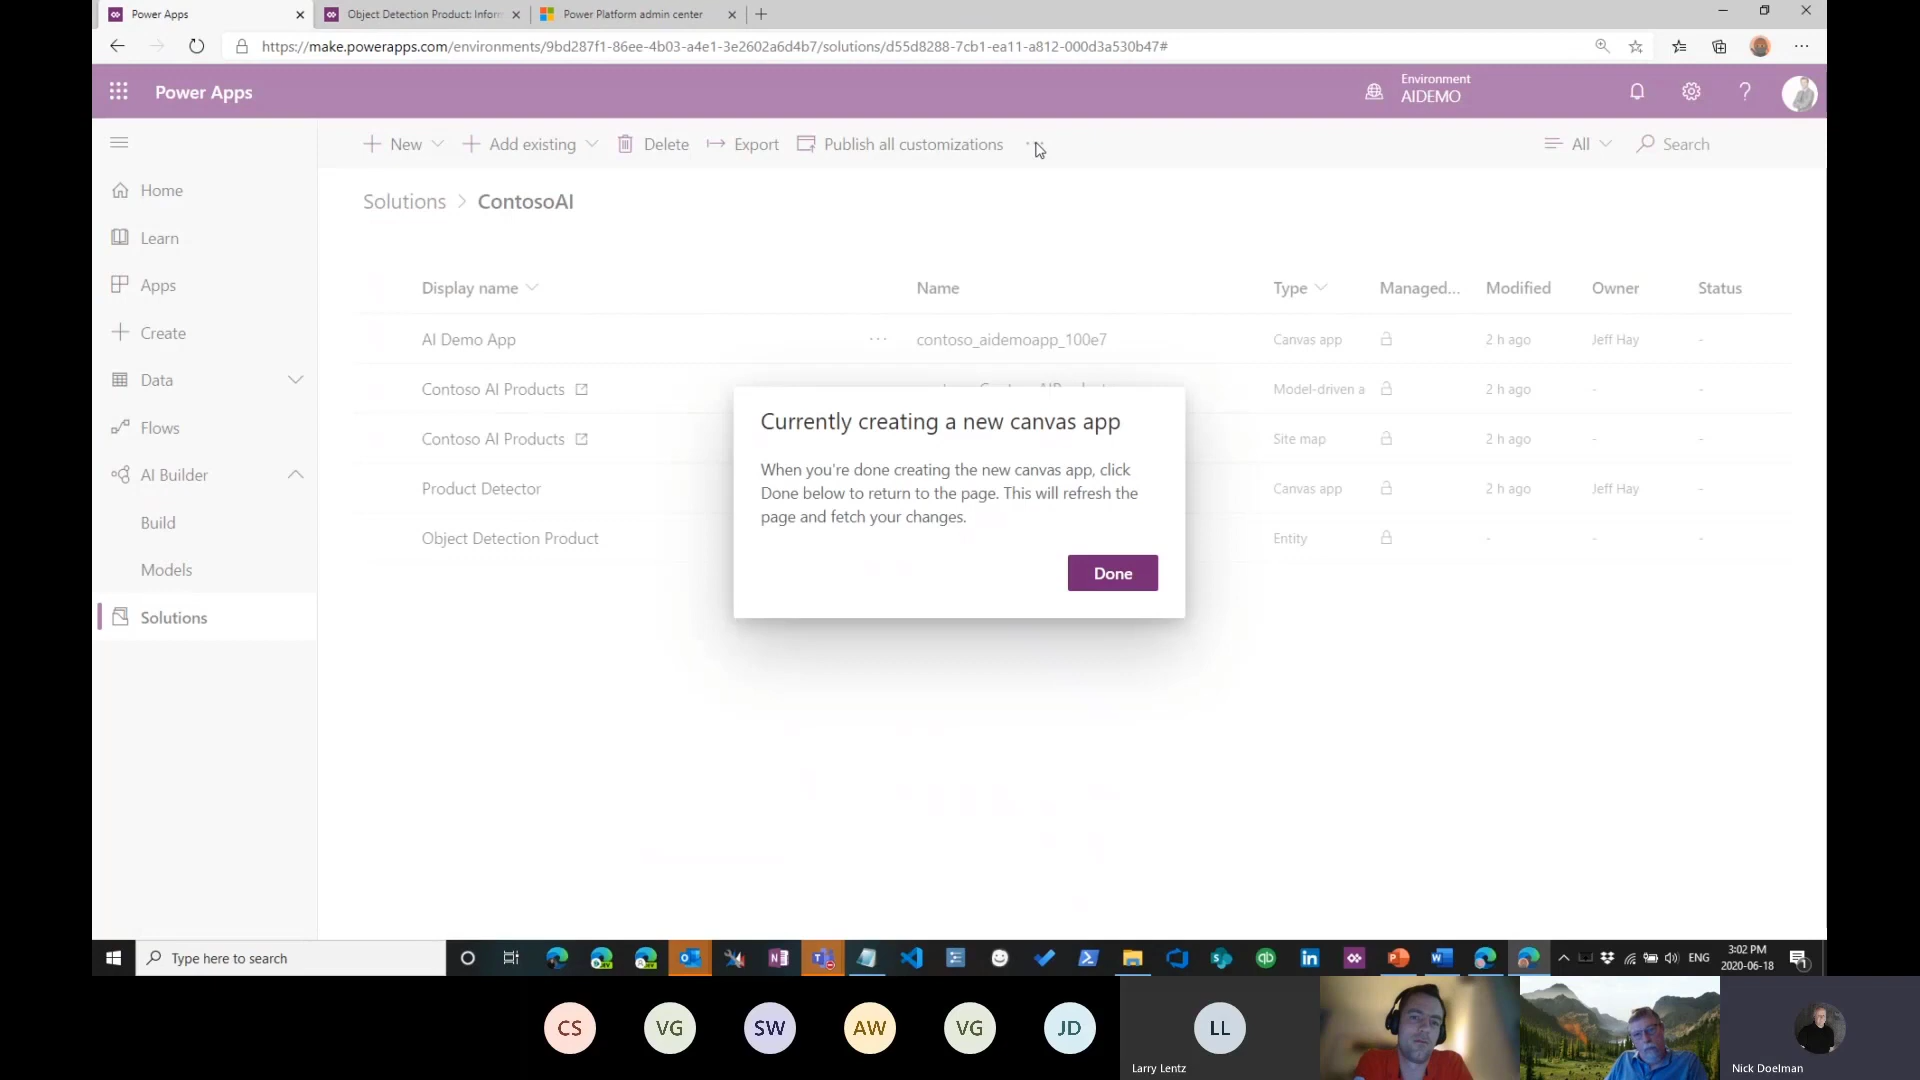 Power Apps
Object Detection Product: Inform
Power Platform admin center
https://make.powerapps.com/environments/9bd287f1-86ee-4b03-a4e1-3e2602a6d4b7/solutions/d55d8288-7cb1-ea11-a812-000d3a530b47#
Power Apps
Environment
AIDEMO
New
Add existing
Delete
Export
Publish all customizations
All
Search
Home
Learn
Apps
Create
Data
Flows
AI Builder
Build
Models
Solutions
Solutions > ContosoAI
Display name Name Type Managed... Modified Owner Status
AI Demo App ... contoso_aidemoapp_100e7 Canvas app 2 h ago Jeff Hay -
Contoso AI Products Model-driven a 2 h ago - -
Contoso AI Products Site map 2 h ago - -
Product Detector Canvas app 2 h ago Jeff Hay -
Object Detection Product Entity - - -
Currently creating a new canvas app
When you're done creating the new canvas app, click
Done below to return to the page. This will refresh the
page and fetch your changes.
Done
Type here to search
ENG
3:02 PM
2020-06-18
1
CS
VG
SW
AW
VG
JD
LL
Larry Lentz
Nick Doelman